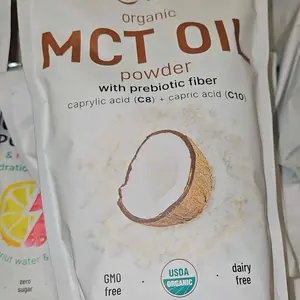 organic
MCT OIL
powder
with prebiotic fiber
caprylic acid (C8) + capric acid (C10)
zero
sugar
GMO
free
USDA
ORGANIC
dairy
free